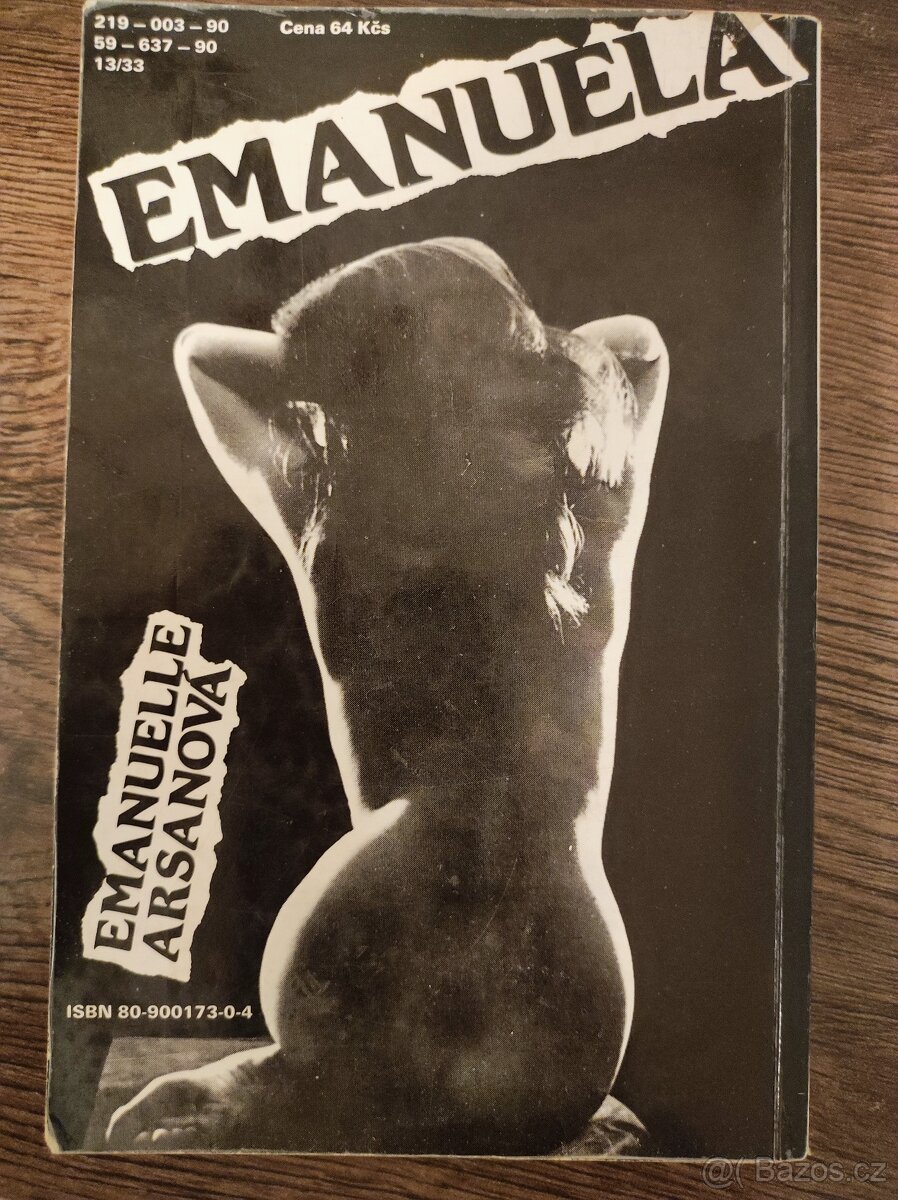 219 – 003 – 90
59 – 637 – 90
13/33
Cena 64 Kčs
EMANUELA
EMANUELLE
ARSANOVÁ
ISBN 80-900173-0-4
@( Bazos.cz